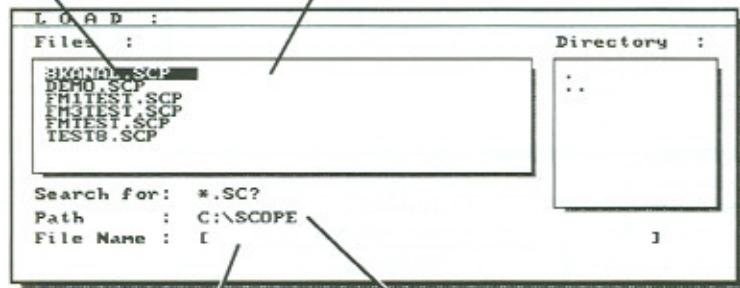 L O A D :
Files : Directory :
8KANAL.SCP
DEMO.SCP
FM1TEST.SCP
FM3TEST.SCP
FMTEST.SCP
TEST8.SCP
.
..
Search for: *.SC?
Path : C:\SCOPE
File Name : [ ]